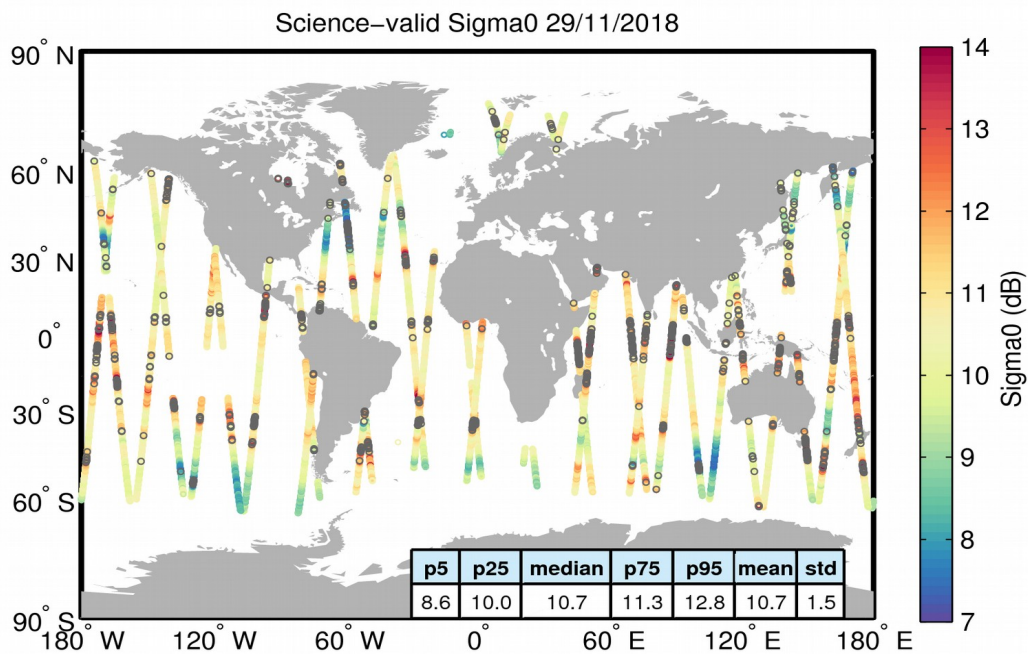 Science–valid Sigma0 29/11/2018
90° N
60° N
30° N
0°
30° S
60° S
90° S
180° W
120° W
60° W
0°
60° E
120° E
180° E
p5 p25 median p75 p95 mean std
8.6 10.0 10.7 11.3 12.8 10.7 1.5
14
13
12
11
10
9
8
7
Sigma0 (dB)